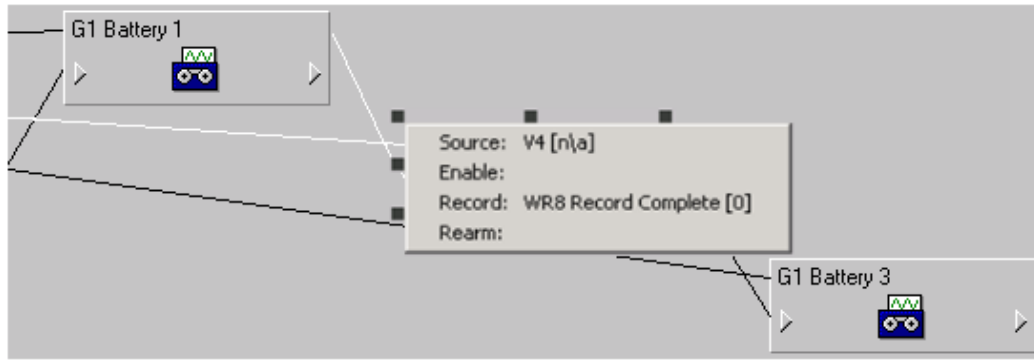 G1 Battery 1
Source: V4 [n\a]
Enable:
Record: WR8 Record Complete [0]
Rearm:
G1 Battery 3